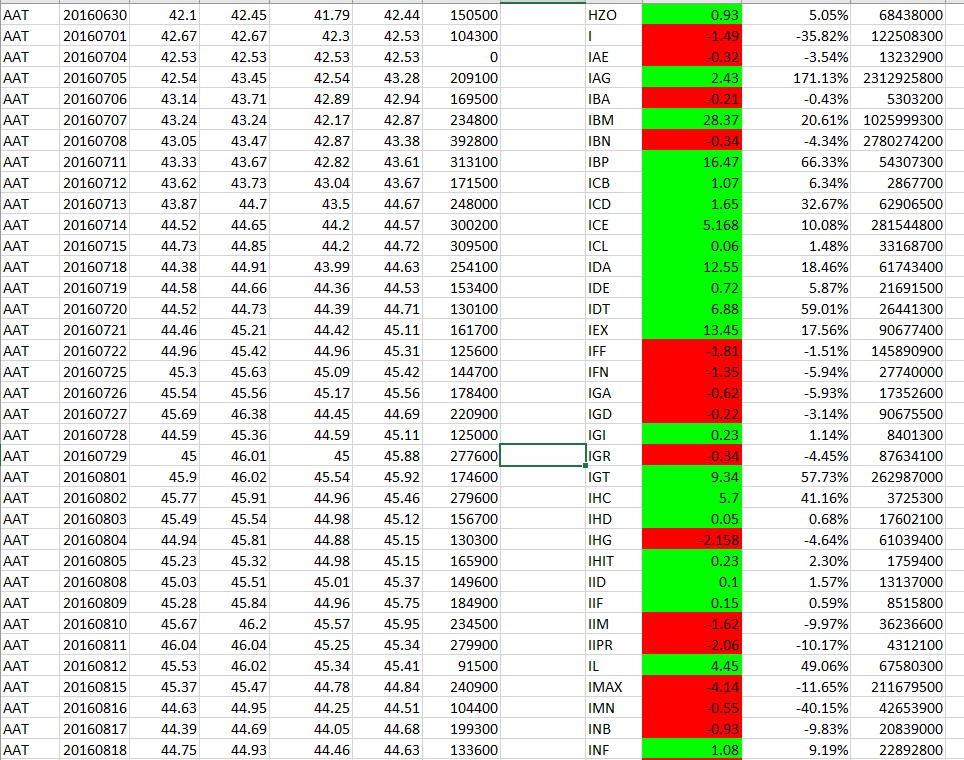 AAT 20160630 42.1 42.45 41.79 42.44 150500 HZO 0.93 5.05% 68438000
AAT 20160701 42.67 42.67 42.3 42.53 104300 I -1.49 -35.82% 122508300
AAT 20160704 42.53 42.53 42.53 42.53 0 IAE -0.32 -3.54% 13232900
AAT 20160705 42.54 43.45 42.54 43.28 209100 IAG 2.43 171.13% 2312925800
AAT 20160706 43.14 43.71 42.89 42.94 169500 IBA -0.21 -0.43% 5303200
AAT 20160707 43.24 43.24 42.17 42.87 234800 IBM 28.37 20.61% 1025999300
AAT 20160708 43.05 43.47 42.87 43.38 392800 IBN -0.34 -4.34% 2780274200
AAT 20160711 43.33 43.67 42.82 43.61 313100 IBP 16.47 66.33% 54307300
AAT 20160712 43.62 43.73 43.04 43.67 171500 ICB 1.07 6.34% 2867700
AAT 20160713 43.87 44.7 43.5 44.67 248000 ICD 1.65 32.67% 62906500
AAT 20160714 44.52 44.65 44.2 44.57 300200 ICE 5.168 10.08% 281544800
AAT 20160715 44.73 44.85 44.2 44.72 309500 ICL 0.06 1.48% 33168700
AAT 20160718 44.38 44.91 43.99 44.63 254100 IDA 12.55 18.46% 61743400
AAT 20160719 44.58 44.66 44.36 44.53 153400 IDE 0.72 5.87% 21691500
AAT 20160720 44.52 44.73 44.39 44.71 130100 IDT 6.88 59.01% 26441300
AAT 20160721 44.46 45.21 44.42 45.11 161700 IEX 13.45 17.56% 90677400
AAT 20160722 44.96 45.42 44.96 45.31 125600 IFF -1.81 -1.51% 145890900
AAT 20160725 45.3 45.63 45.09 45.42 144700 IFN -1.35 -5.94% 27740000
AAT 20160726 45.54 45.56 45.17 45.56 178400 IGA -0.62 -5.93% 17352600
AAT 20160727 45.69 46.38 44.45 44.69 220900 IGD -0.22 -3.14% 90675500
AAT 20160728 44.59 45.36 44.59 45.11 125000 IGI 0.23 1.14% 8401300
AAT 20160729 45 46.01 45 45.88 277600 IGR -0.34 -4.45% 87634100
AAT 20160801 45.9 46.02 45.54 45.92 174600 IGT 9.34 57.73% 262987000
AAT 20160802 45.77 45.91 44.96 45.46 279600 IHC 5.7 41.16% 3725300
AAT 20160803 45.49 45.54 44.98 45.12 156700 IHD 0.05 0.68% 17602100
AAT 20160804 44.94 45.81 44.88 45.15 130300 IHG -2.158 -4.64% 61039400
AAT 20160805 45.23 45.32 44.98 45.15 165900 IHIT 0.23 2.30% 1759400
AAT 20160808 45.03 45.51 45.01 45.37 149600 IID 0.1 1.57% 13137000
AAT 20160809 45.28 45.84 44.96 45.75 184900 IIF 0.15 0.59% 8515800
AAT 20160810 45.67 46.2 45.57 45.95 234500 IIM -1.62 -9.97% 36236600
AAT 20160811 46.04 46.04 45.25 45.34 279900 IIPR -2.06 -10.17% 4312100
AAT 20160812 45.53 46.02 45.34 45.41 91500 IL 4.45 49.06% 67580300
AAT 20160815 45.37 45.47 44.78 44.84 240900 IMAX -4.14 -11.65% 211679500
AAT 20160816 44.63 44.95 44.25 44.51 104400 IMN -0.55 -40.15% 42653900
AAT 20160817 44.39 44.69 44.05 44.68 199300 INB -0.93 -9.83% 20839000
AAT 20160818 44.75 44.93 44.46 44.63 133600 INF 1.08 9.19% 22892800